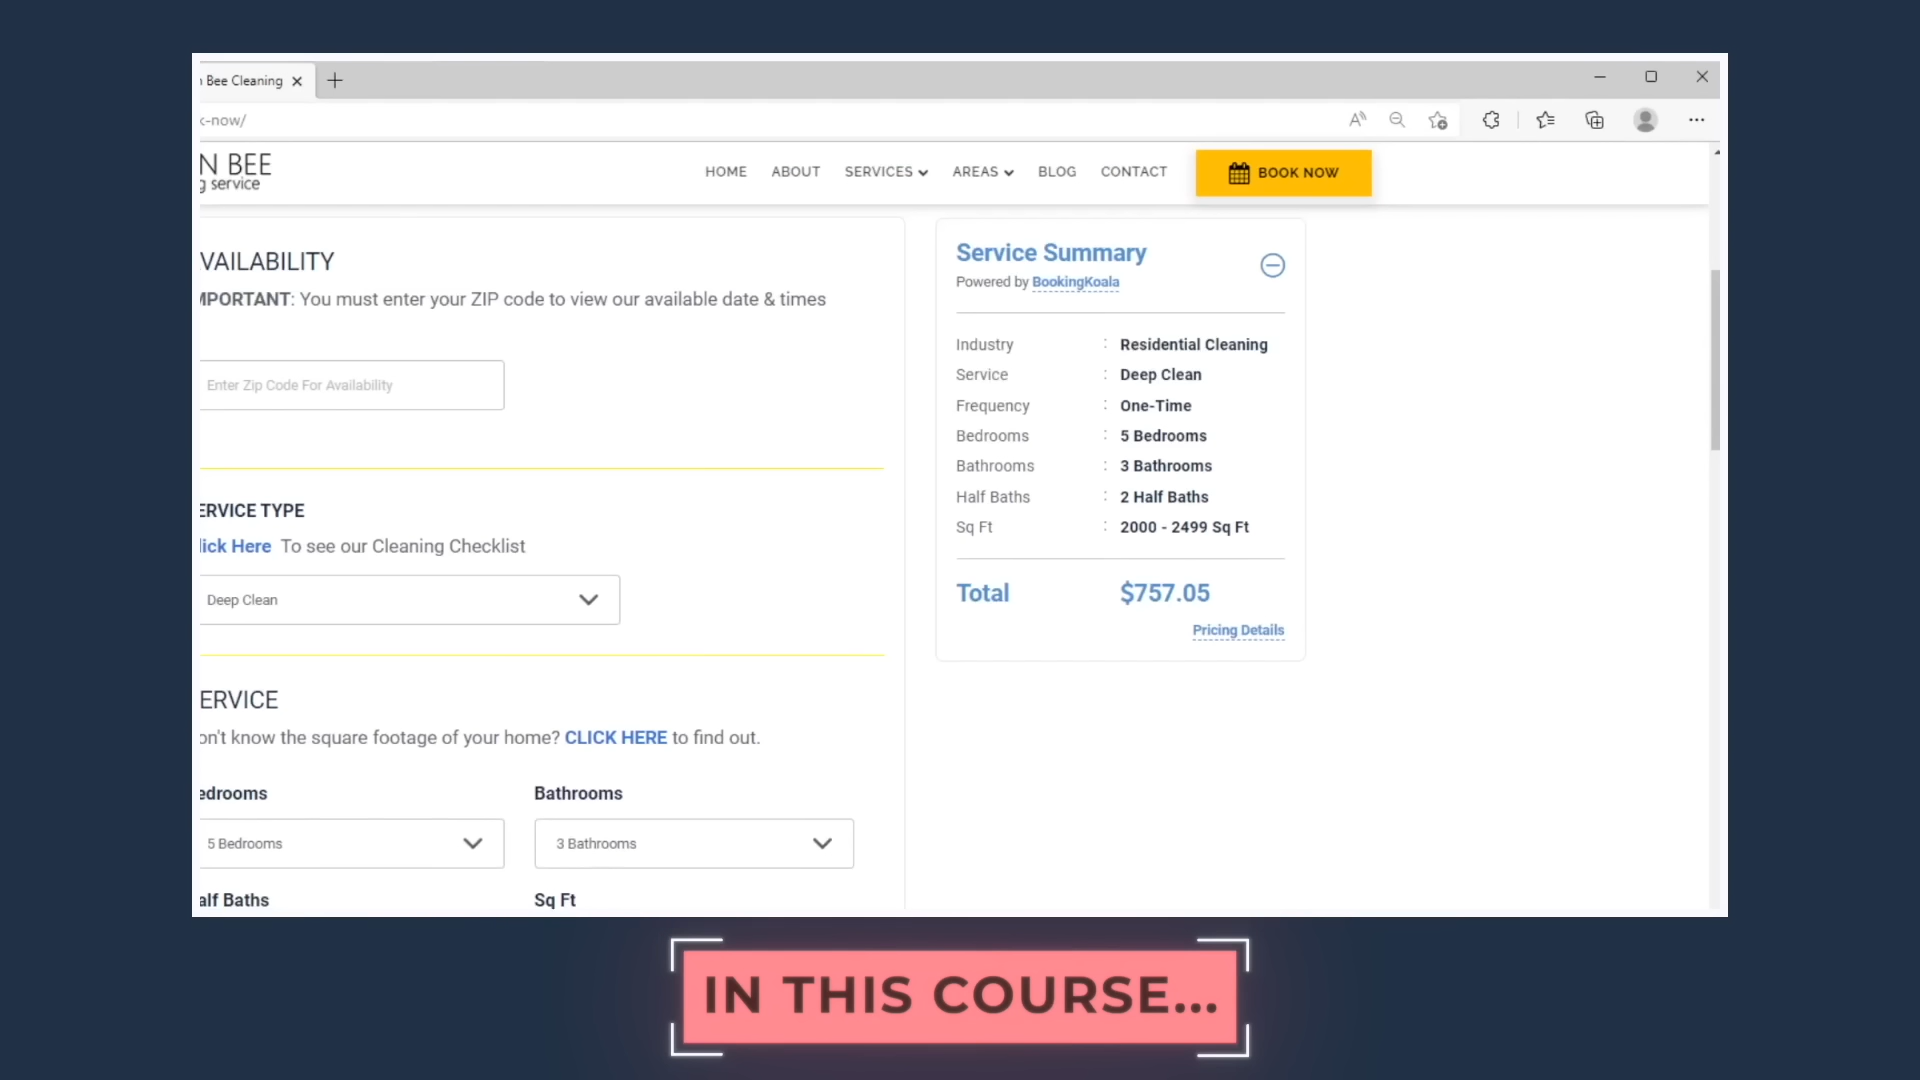 Bee Cleaning
-now/
N BEE
g service
HOME ABOUT SERVICES AREAS BLOG CONTACT BOOK NOW
VAILABILITY
MPORTANT: You must enter your ZIP code to view our available date & times
Enter Zip Code For Availability
ERVICE TYPE
lick Here To see our Cleaning Checklist
Deep Clean
ERVICE
on't know the square footage of your home? CLICK HERE to find out.
edrooms Bathrooms
5 Bedrooms 3 Bathrooms
alf Baths Sq Ft
Service Summary
Powered by BookingKoala
Industry : Residential Cleaning
Service : Deep Clean
Frequency : One-Time
Bedrooms : 5 Bedrooms
Bathrooms : 3 Bathrooms
Half Baths : 2 Half Baths
Sq Ft : 2000 - 2499 Sq Ft
Total $757.05
Pricing Details
IN THIS COURSE...